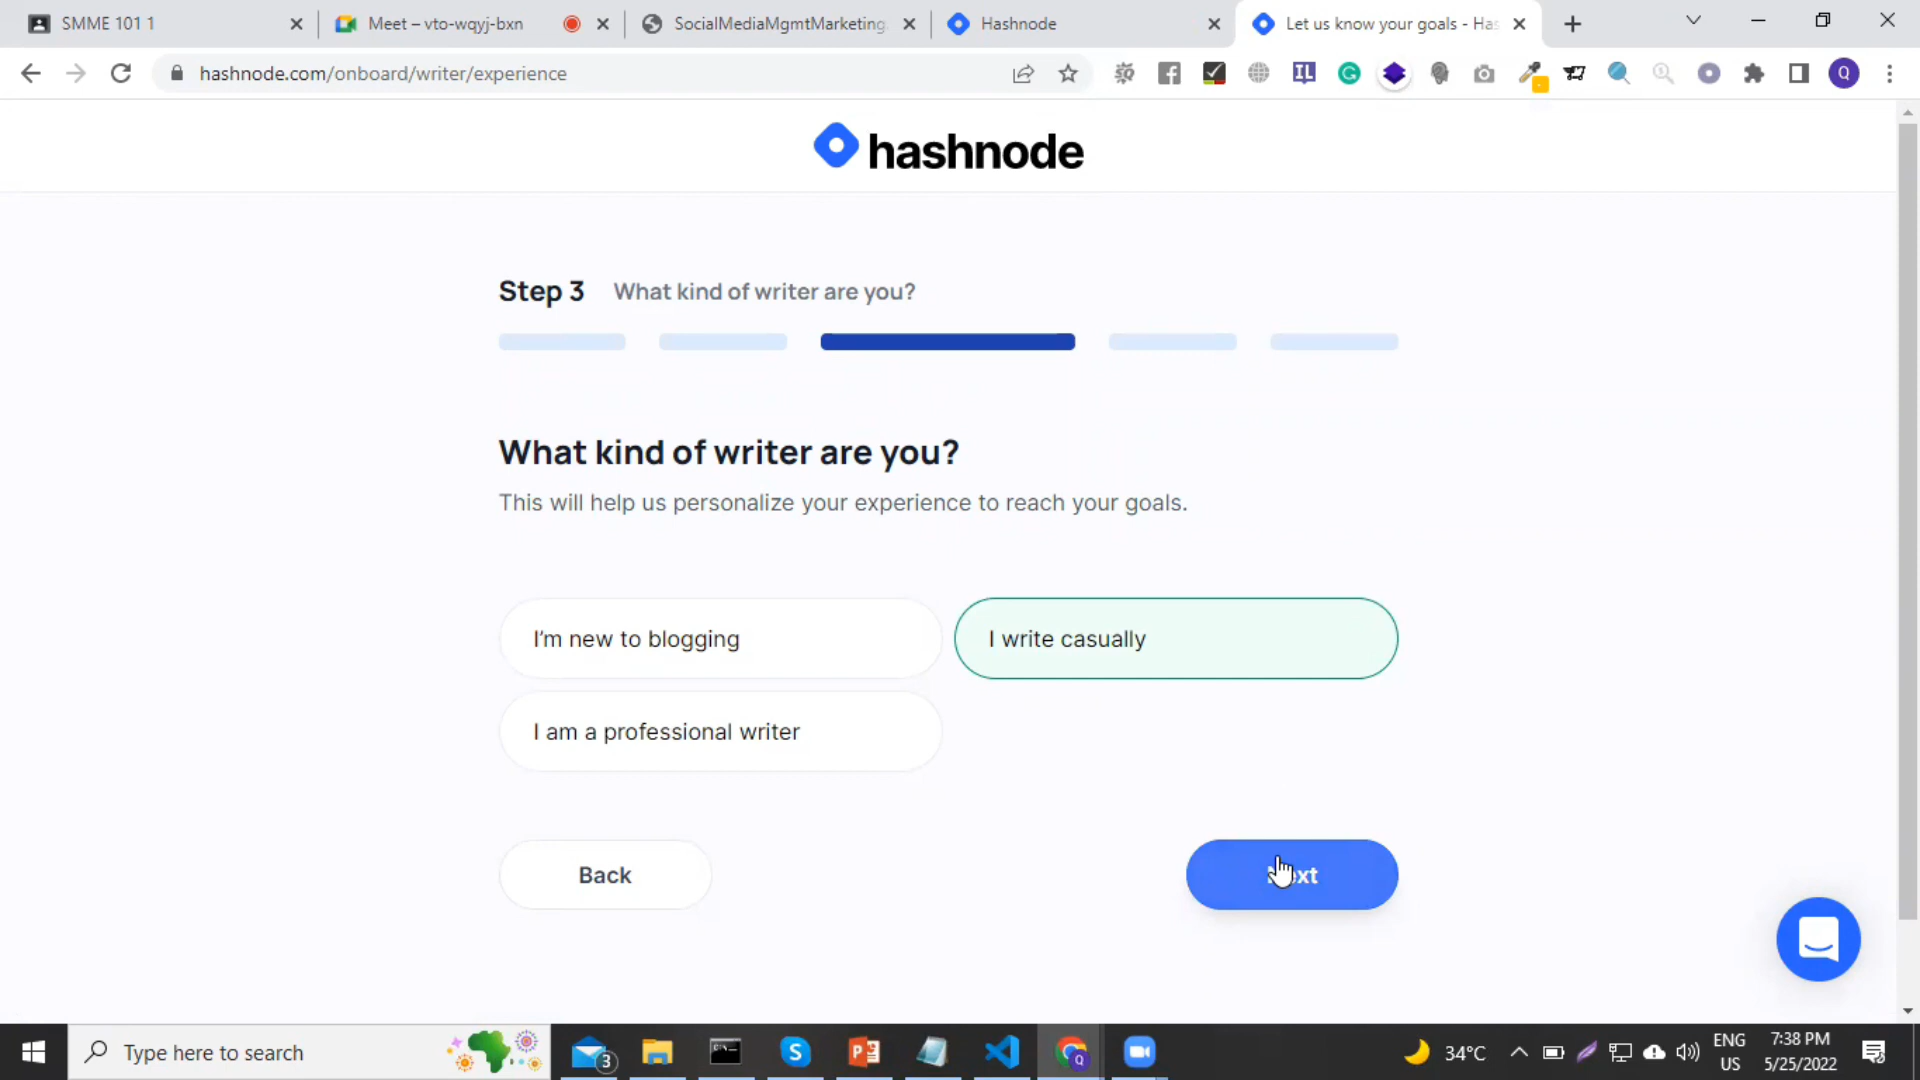 SMME 101 1
Meet – vto-wqyj-bxn
SocialMediaMgmtMarketing
Hashnode
Let us know your goals - Has
hashnode.com/onboard/writer/experience
IL
Q
hashnode
Step 3 What kind of writer are you?
What kind of writer are you?
This will help us personalize your experience to reach your goals.
I'm new to blogging
I write casually
I am a professional writer
Back
Type here to search
3
34°C
ENG
US
7:38 PM
5/25/2022